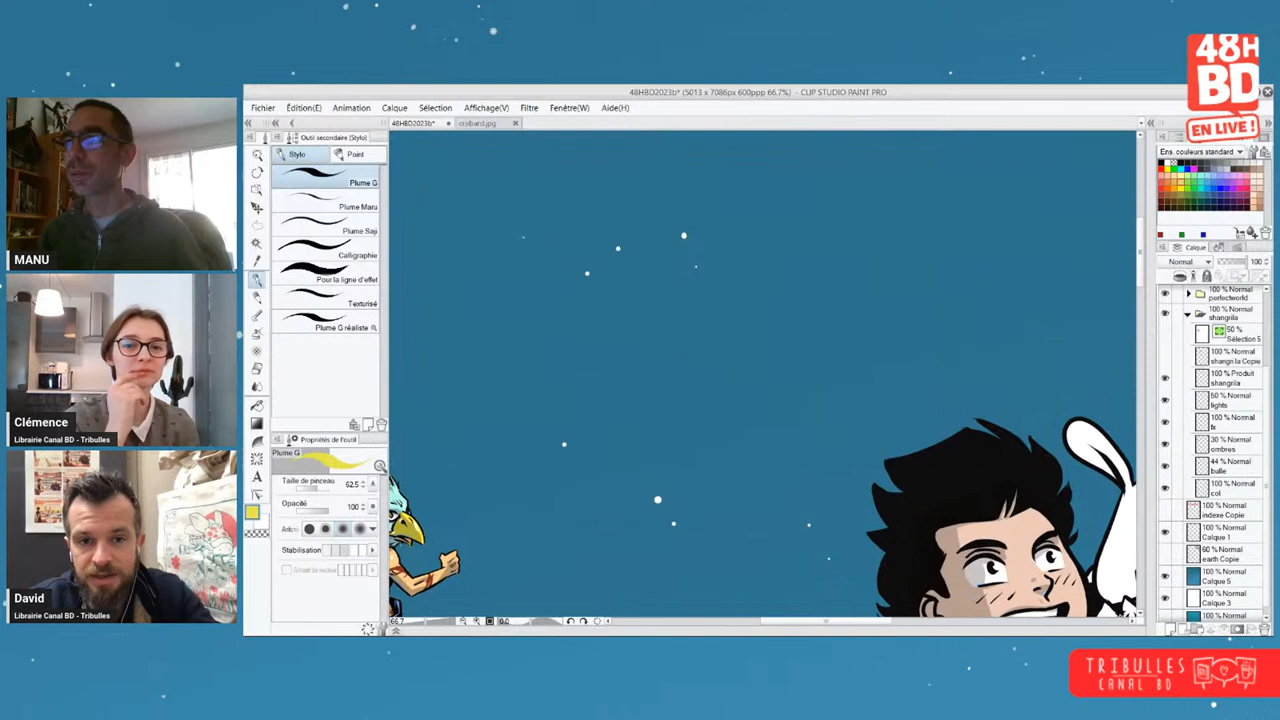 48H
BD
EN LIVE !
48HBD2023b* (5013 x 7086px 600ppp 66.7%) - CLIP STUDIO PAINT PRO
Fichier Édition(E) Animation Calque Sélection Affichage(V) Filtre Fenêtre(W) Aide(H)
48HBD2023b* crobard.jpg
Outil secondaire [Stylo]
Stylo Point
Plume G
Plume Maru
Plume Saji
Calligraphie
Pour la ligne d'effet
Texturisé
Plume G réaliste
Propriétés de l'outil
Plume G
Taille de pinceau 62.5
Opacité 100
Stabilisation
66.7 0.0
Ens. couleurs standard
Calque
Normal 100
100 % Normal
perfectworld
100 % Normal
shangrila
50 %
Sélection 5
100 % Normal
shangri la Copie
100 % Produit
shangrila
50 % Normal
lights
100 % Normal
fx
30 % Normal
ombres
44 % Normal
bulle
100 % Normal
col
100 % Normal
indexe Copie
100 % Normal
Calque 1
60 % Normal
earth Copie
100 % Normal
Calque 5
100 % Normal
Calque 3
100 % Normal
MANU
Clémence
Librairie Canal BD - Tribulles
David
Librairie Canal BD - Tribulles
TRIBULLES
CANAL BD